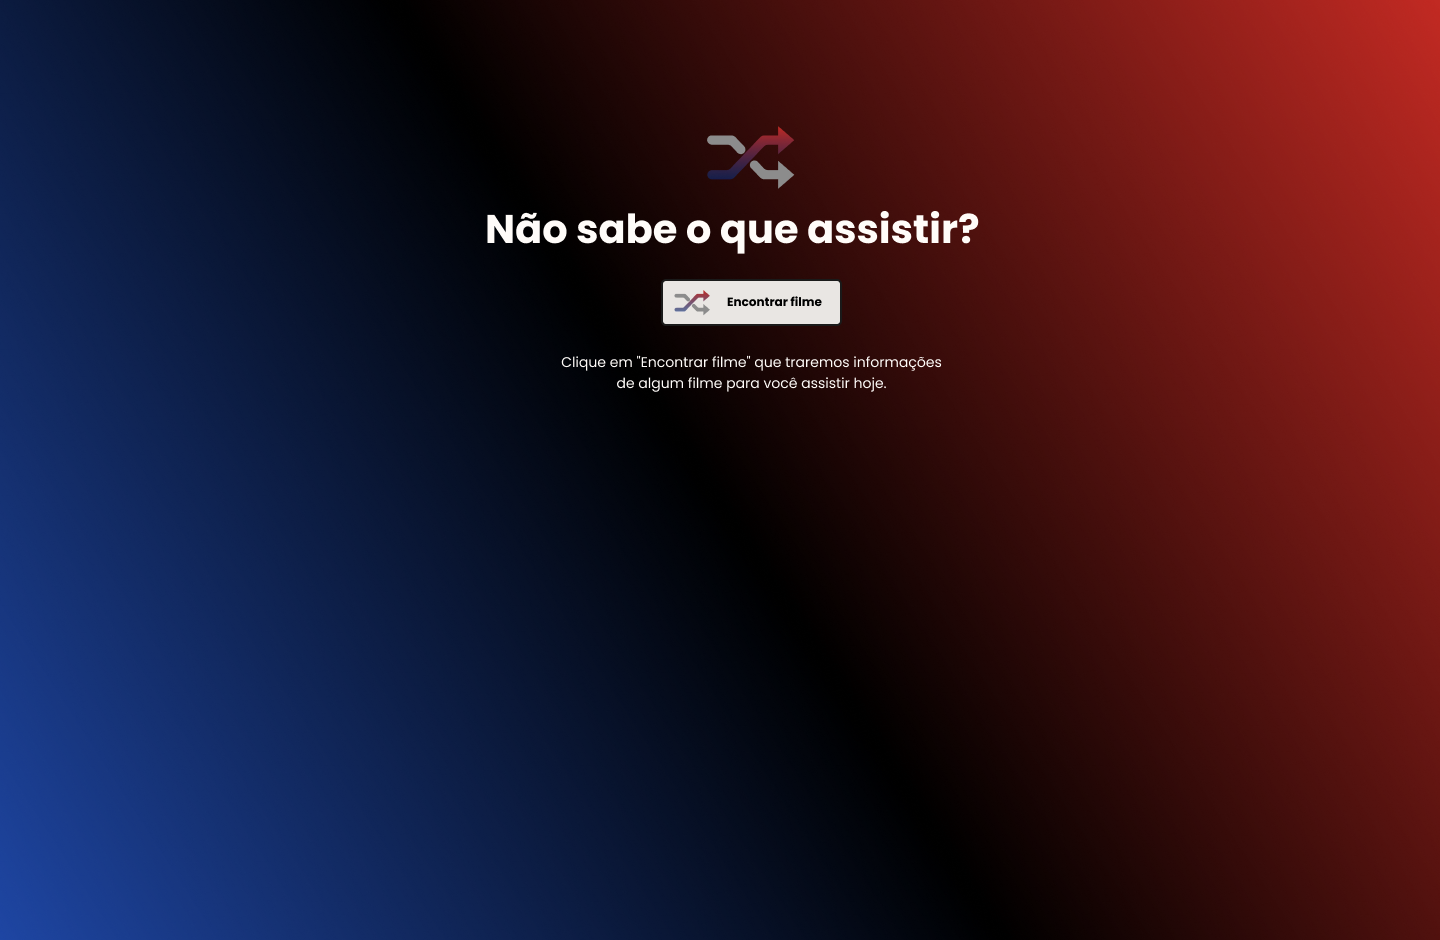 Não sabe o que assistir?
Encontrar filme
Clique em "Encontrar filme" que traremos informações
de algum filme para você assistir hoje.